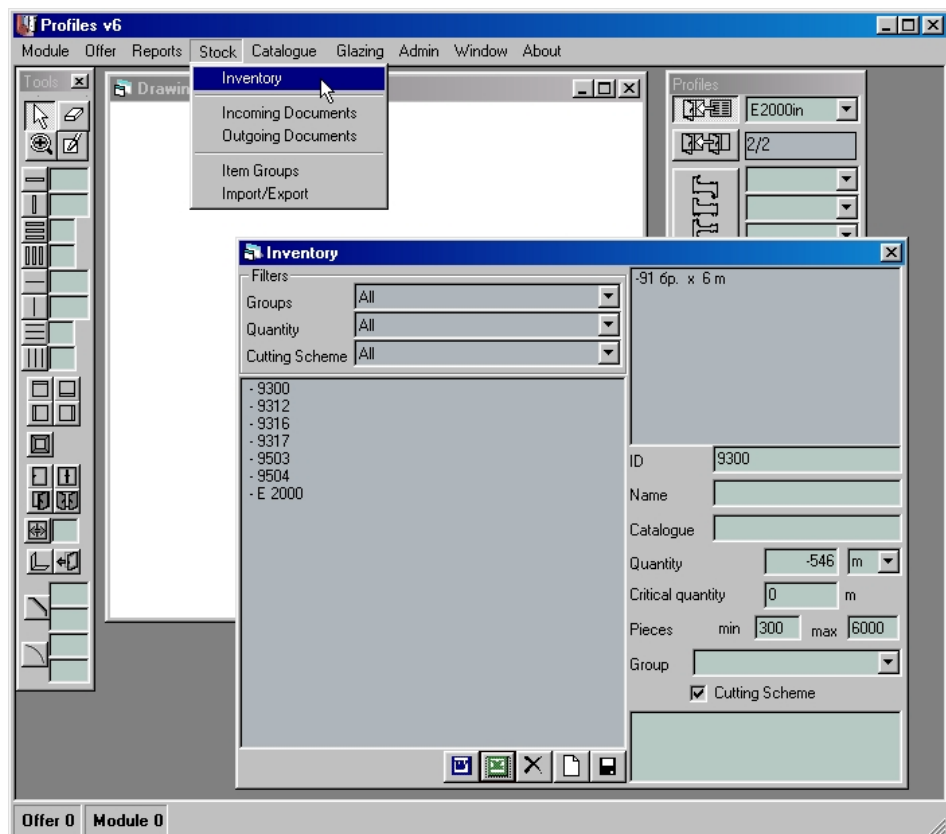 Profiles v6
Module Offer Reports Stock Catalogue Glazing Admin Window About
Tools
Inventory
Incoming Documents
Outgoing Documents
Item Groups
Import/Export
Drawin
Profiles
E2000in
2/2
Inventory
Filters
Groups All
Quantity All
Cutting Scheme All
- 9300
- 9312
- 9316
- 9317
- 9503
- 9504
- E 2000
-91 бр. x 6 m
ID 9300
Name
Catalogue
Quantity -546 m
Critical quantity 0 m
Pieces min 300 max 6000
Group
Cutting Scheme
Offer 0 Module 0